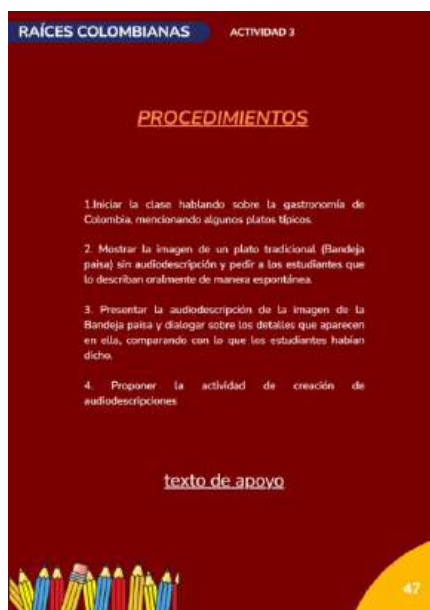 RAÍCES COLOMBIANAS
ACTIVIDAD 3
PROCEDIMIENTOS
1.Iniciar la clase hablando sobre la gastronomía de
Colombia, mencionando algunos platos típicos.
2. Mostrar la imagen de un plato tradicional (Bandeja
paisa) sin audiodescripción y pedir a los estudiantes que
lo describan oralmente de manera espontánea.
3. Presentar la audiodescripción de la imagen de la
Bandeja paisa y dialogar sobre los detalles que aparecen
en ella, comparando con lo que los estudiantes habían
dicho.
4. Proponer la actividad de creación de
audiodescripciones
texto de apoyo
47